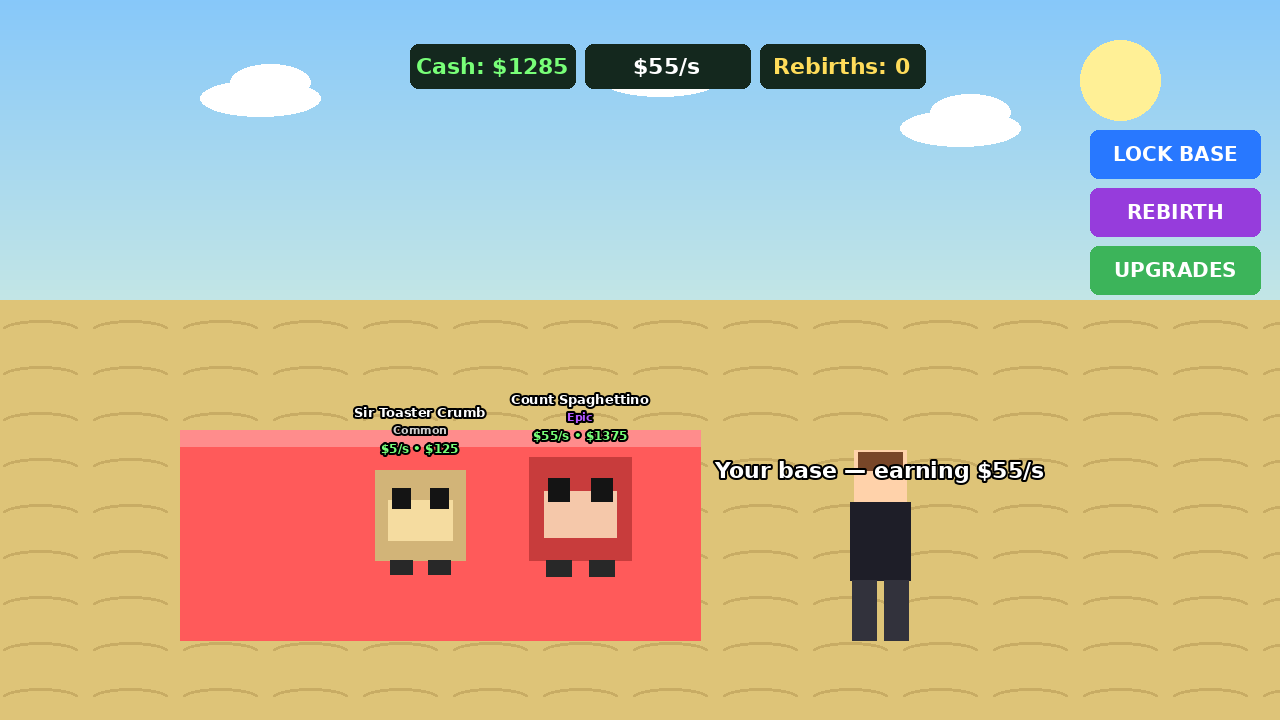 Cash: $1285
$55/s
Rebirths: 0
LOCK BASE
REBIRTH
UPGRADES
Sir Toaster Crumb
Common
$5/s • $125
Count Spaghettino
Epic
$55/s • $1375
Your base — earning $55/s